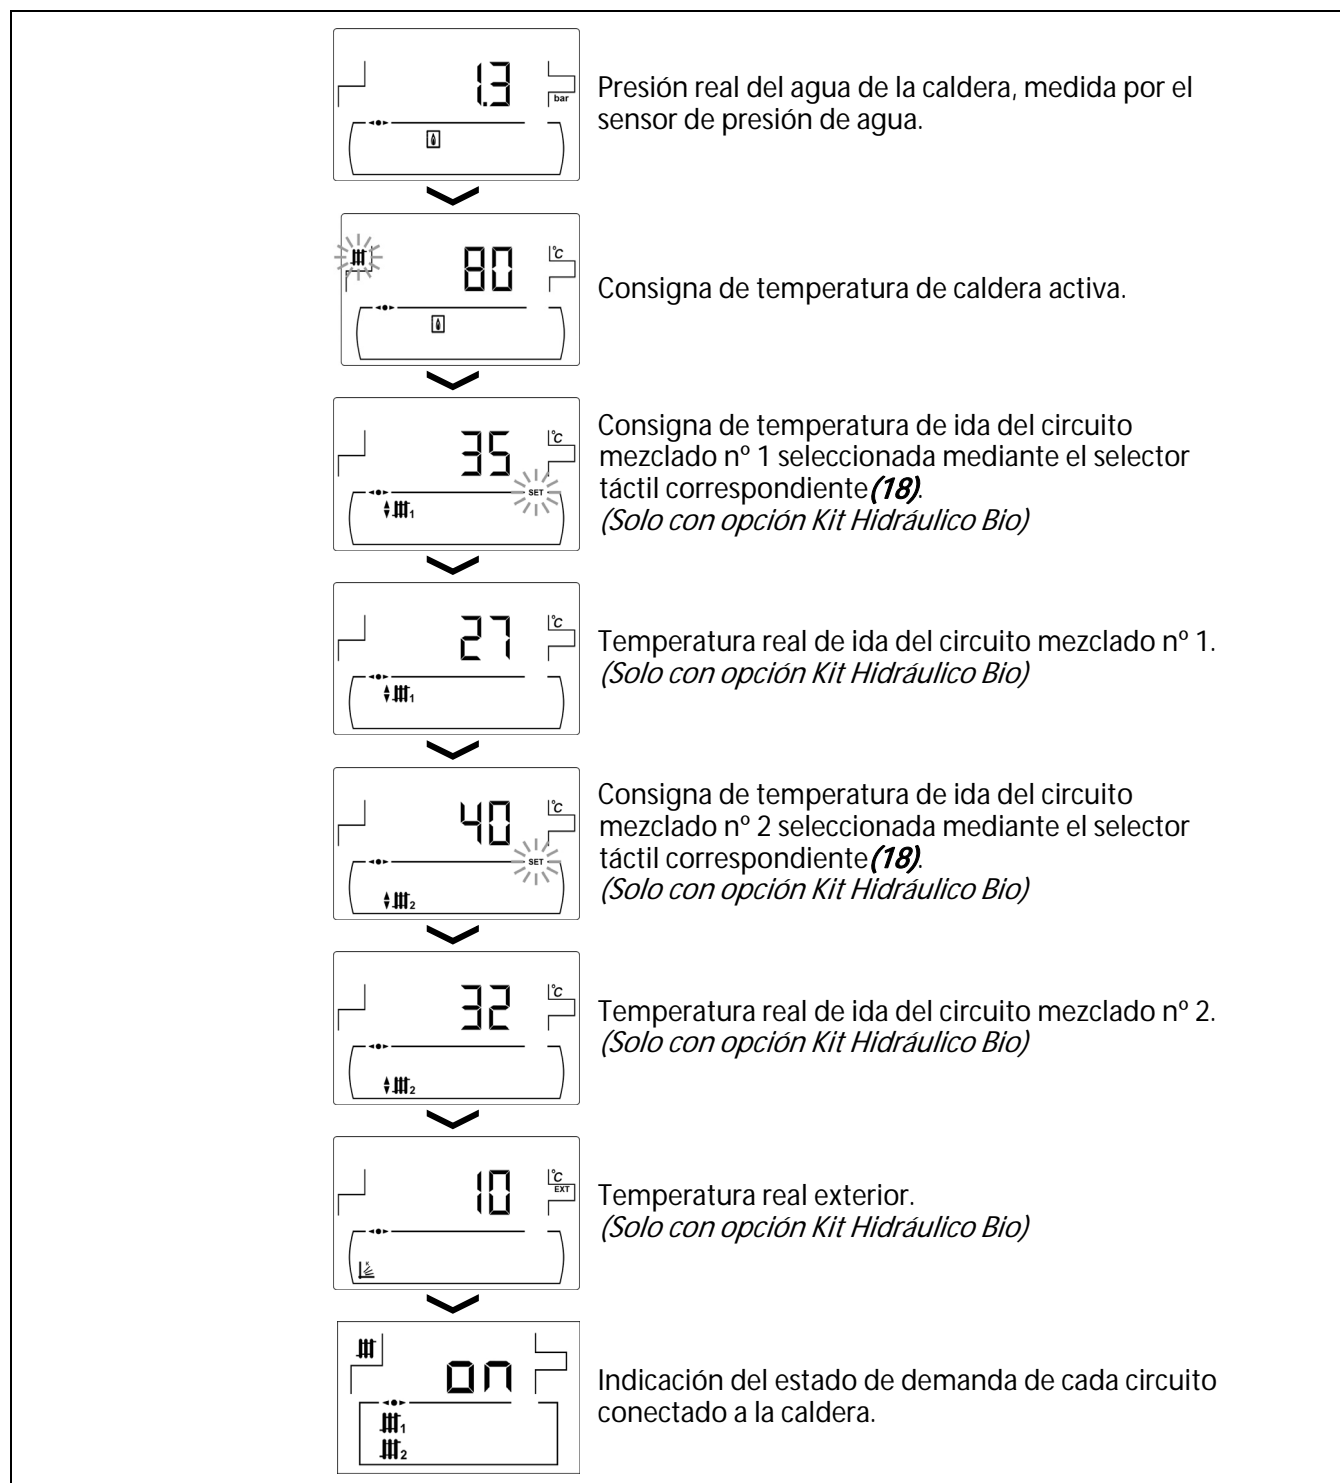 1.3
bar
Presión real del agua de la caldera, medida por el
sensor de presión de agua.
80
°C
Consigna de temperatura de caldera activa.
35
°C
SET
1
Consigna de temperatura de ida del circuito
mezclado nº 1 seleccionada mediante el selector
táctil correspondiente (18).
(Solo con opción Kit Hidráulico Bio)
27
°C
1
Temperatura real de ida del circuito mezclado nº 1.
(Solo con opción Kit Hidráulico Bio)
40
°C
SET
2
Consigna de temperatura de ida del circuito
mezclado nº 2 seleccionada mediante el selector
táctil correspondiente (18).
(Solo con opción Kit Hidráulico Bio)
32
°C
2
Temperatura real de ida del circuito mezclado nº 2.
(Solo con opción Kit Hidráulico Bio)
10
°C
EXT
Temperatura real exterior.
(Solo con opción Kit Hidráulico Bio)
on
1
2
Indicación del estado de demanda de cada circuito
conectado a la caldera.